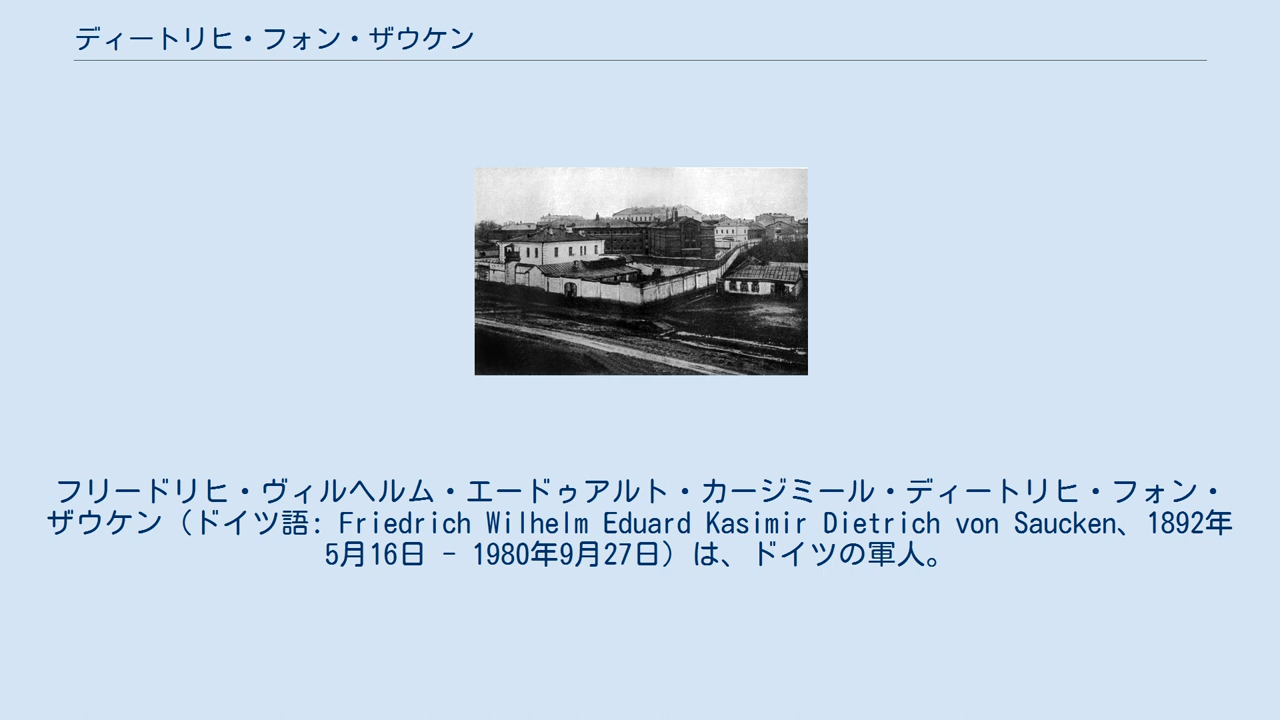 ディートリヒ・フォン・ザウケン
フリードリヒ・ヴィルヘルム・エードゥアルト・カージミール・ディートリヒ・フォン・
ザウケン（ドイツ語: Friedrich Wilhelm Eduard Kasimir Dietrich von Saucken、1892年
5月16日 - 1980年9月27日）は、ドイツの軍人。